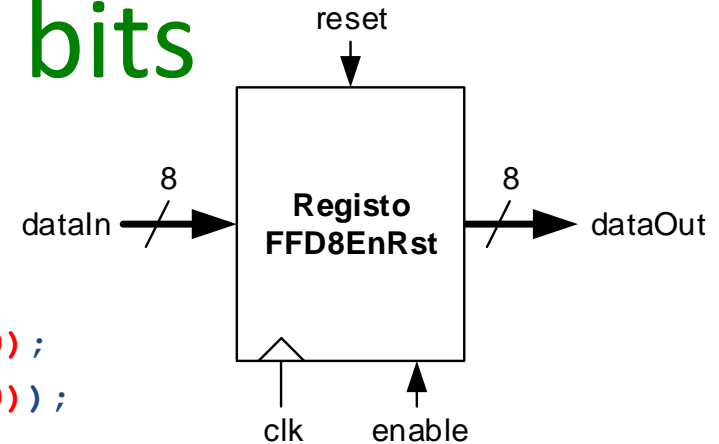 bits
reset
8
8
dataIn
Registo
FFD8EnRst
dataOut
);
));
clk
enable